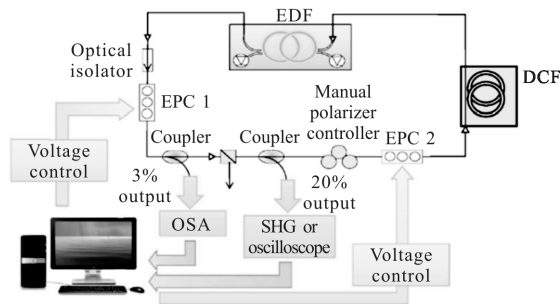 EDF
Optical
isolator
DCF
EPC 1
Manual
polarizer
controller
Coupler
Coupler
EPC 2
Voltage
control
3%
output
20%
output
OSA
SHG or
oscilloscope
Voltage
control